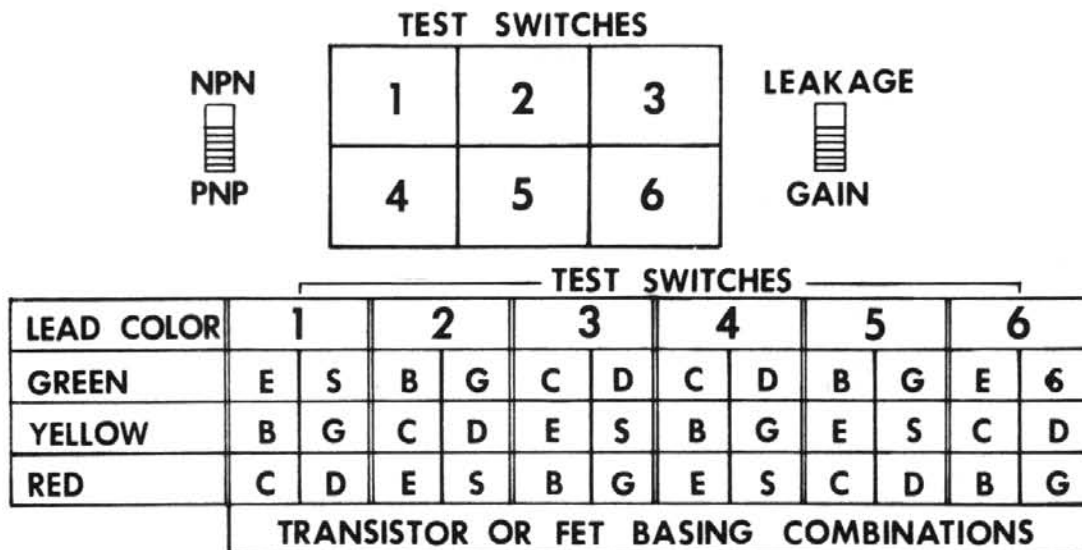 TEST SWITCHES
NPN
PNP
1 2 3
4 5 6
LEAKAGE
GAIN
TEST SWITCHES
LEAD COLOR 1 2 3 4 5 6
GREEN E S B G C D C D B G E 6
YELLOW B G C D E S B G E S C D
RED C D E S B G E S C D B G
TRANSISTOR OR FET BASING COMBINATIONS